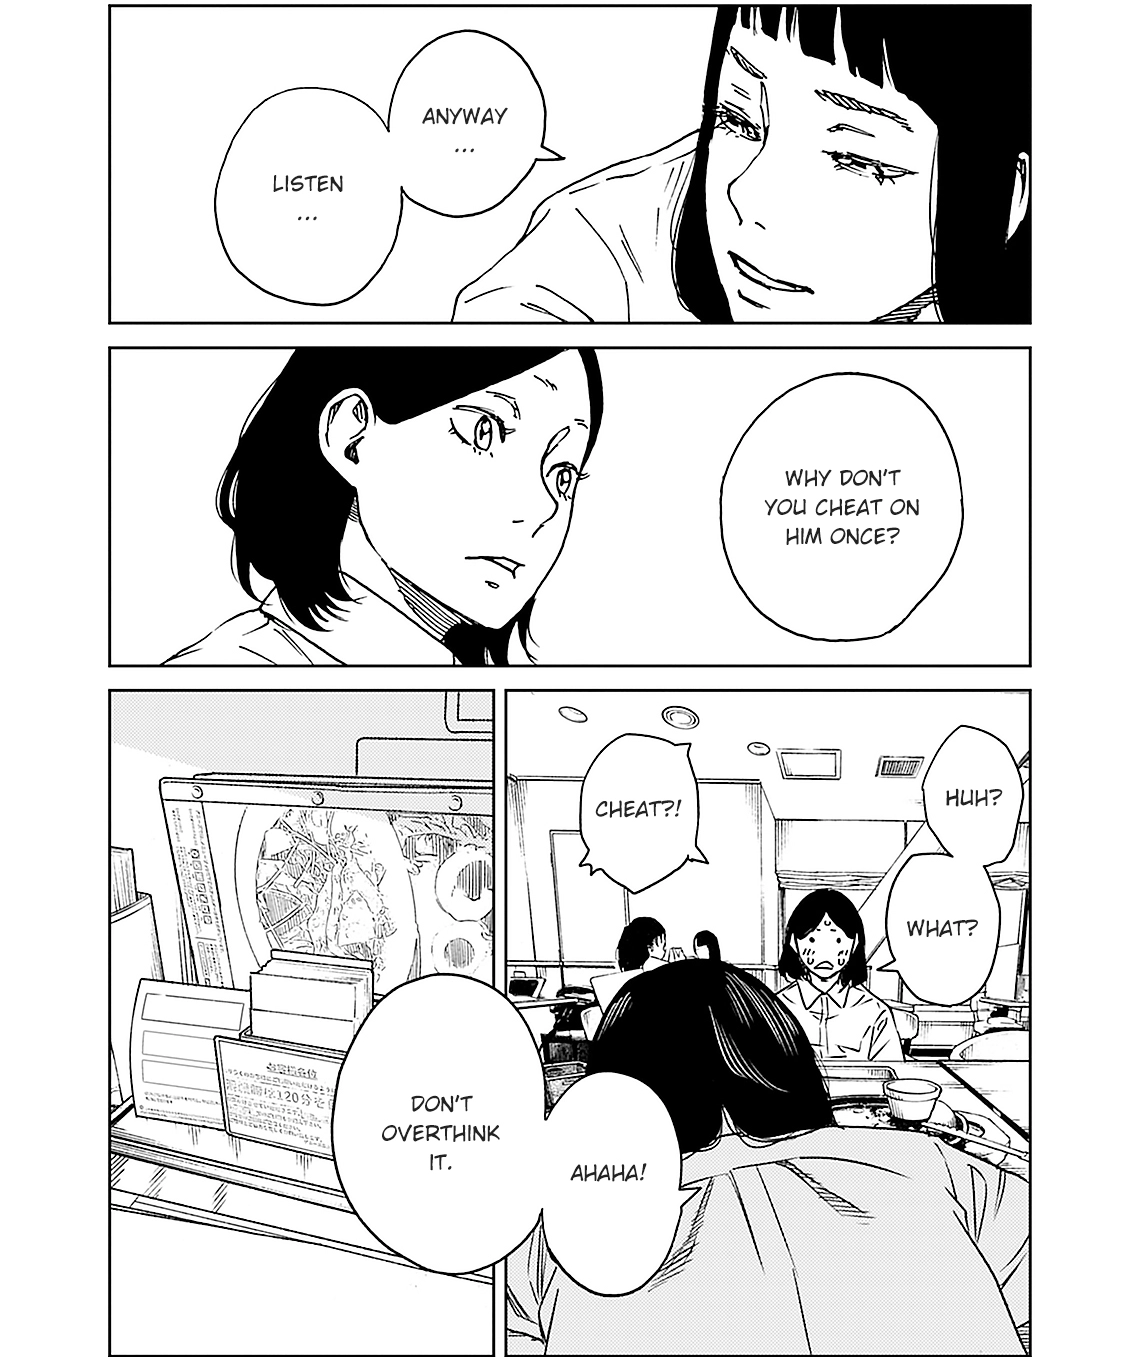 ANYWAY
...
LISTEN
...
WHY DON'T
YOU CHEAT ON
HIM ONCE?
HUH?
WHAT?
CHEAT?!
AHAHA!
DON'T
OVERTHINK
IT.